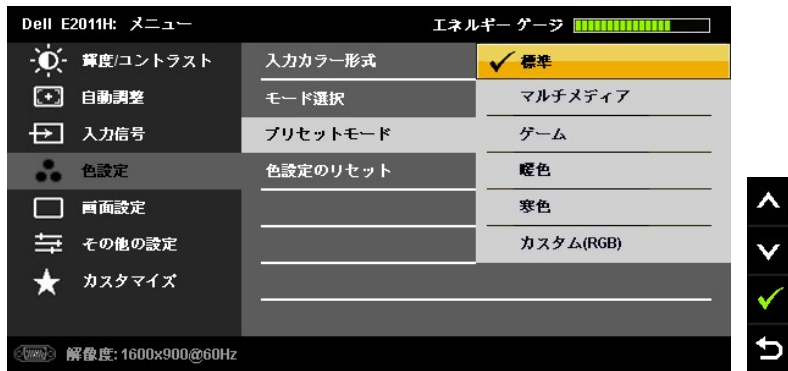 Dell E2011H: メニュー
エネルギー ゲージ
輝度/コントラスト
自動調整
入力信号
色設定
画面設定
その他の設定
カスタマイズ
入力カラー形式
モード選択
プリセットモード
色設定のリセット
標準
マルチメディア
ゲーム
暖色
寒色
カスタム(RGB)
解像度: 1600x900@60Hz